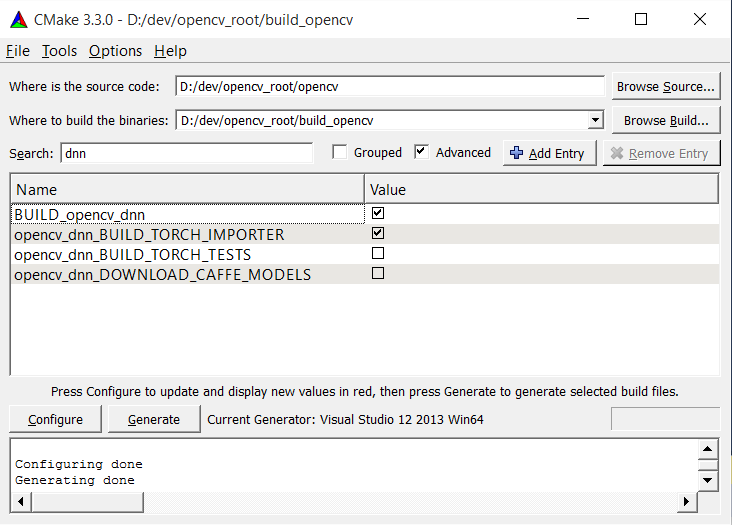 CMake 3.3.0 - D:/dev/opencv_root/build_opencv
File Tools Options Help
Where is the source code: D:/dev/opencv_root/opencv Browse Source...
Where to build the binaries: D:/dev/opencv_root/build_opencv Browse Build...
Search: dnn Grouped Advanced Add Entry Remove Entry
Name Value
BUILD_opencv_dnn
opencv_dnn_BUILD_TORCH_IMPORTER
opencv_dnn_BUILD_TORCH_TESTS
opencv_dnn_DOWNLOAD_CAFFE_MODELS
Press Configure to update and display new values in red, then press Generate to generate selected build files.
Configure Generate Current Generator: Visual Studio 12 2013 Win64
Configuring done
Generating done